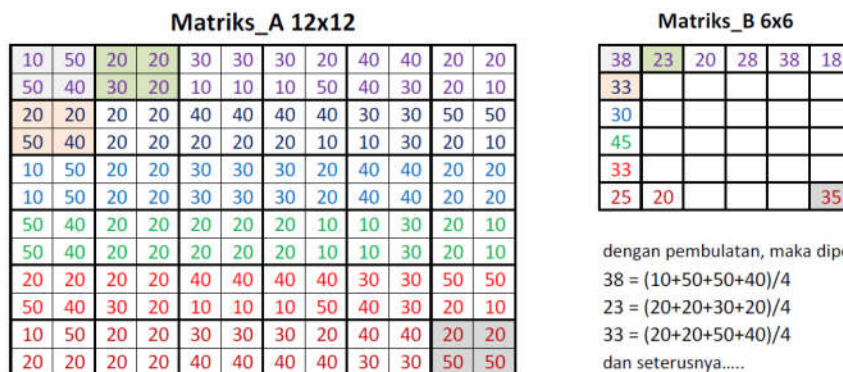 Matriks_A 12x12
Matriks_B 6x6
10 50 20 20 30 30 30 20 40 40 20 20
50 40 30 20 10 10 10 50 40 30 20 10
20 20 20 20 40 40 40 40 30 30 50 50
50 40 20 20 20 20 10 10 10 30 20 10
10 50 20 20 30 30 30 20 40 40 20 20
10 50 20 20 30 30 30 20 40 40 20 20
50 40 20 20 20 20 10 10 10 30 20 10
50 40 20 20 20 20 10 10 10 30 20 10
20 20 20 20 40 40 40 40 30 30 50 50
50 40 30 20 10 10 10 50 40 30 20 10
10 50 20 20 30 30 30 20 40 40 20 20
20 20 20 20 40 40 40 40 30 30 50 50
38 23 20 28 38 18
33
30
45
33
25 20 35
dengan pembulatan, maka dipe
38 = (10+50+50+40)/4
23 = (20+20+30+20)/4
33 = (20+20+50+40)/4
dan seterusnya.....